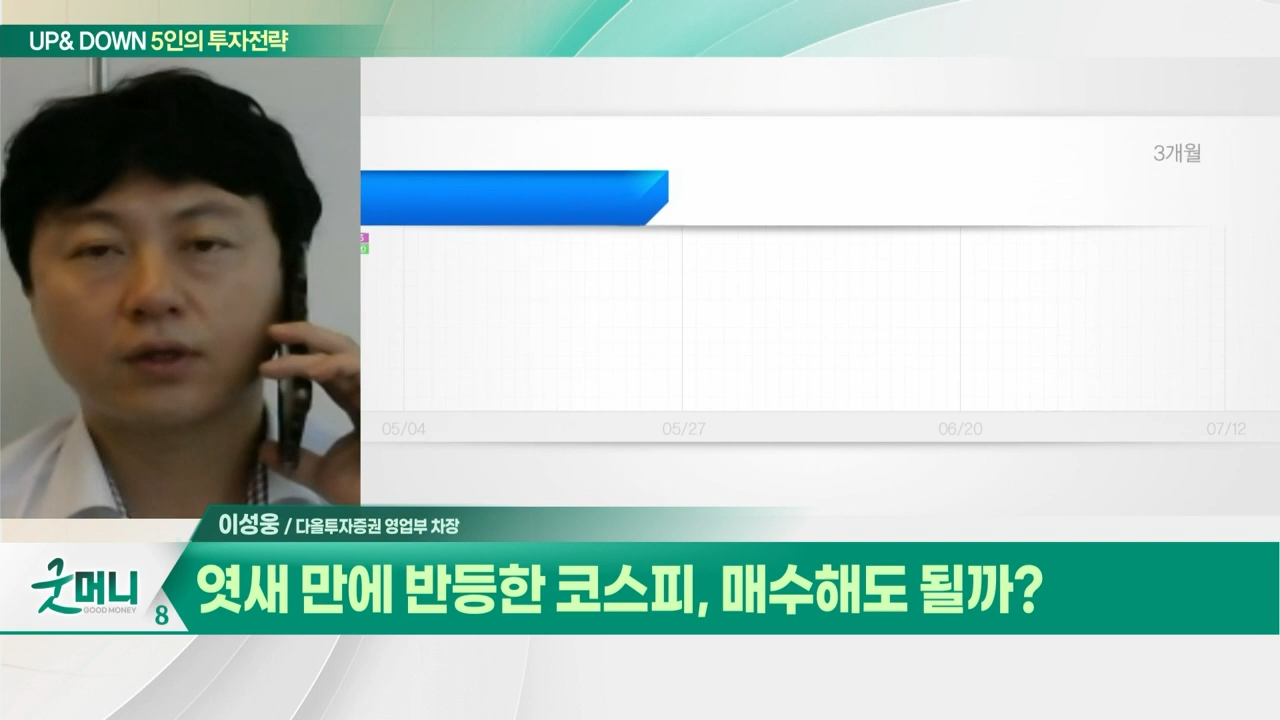 UP& DOWN 5인의 투자전략
3개월
05/04
05/27
06/20
07/12
이성웅 / 다올투자증권 영업부 차장
굿머니
GOOD MONEY
8
엿새 만에 반등한 코스피, 매수해도 될까?